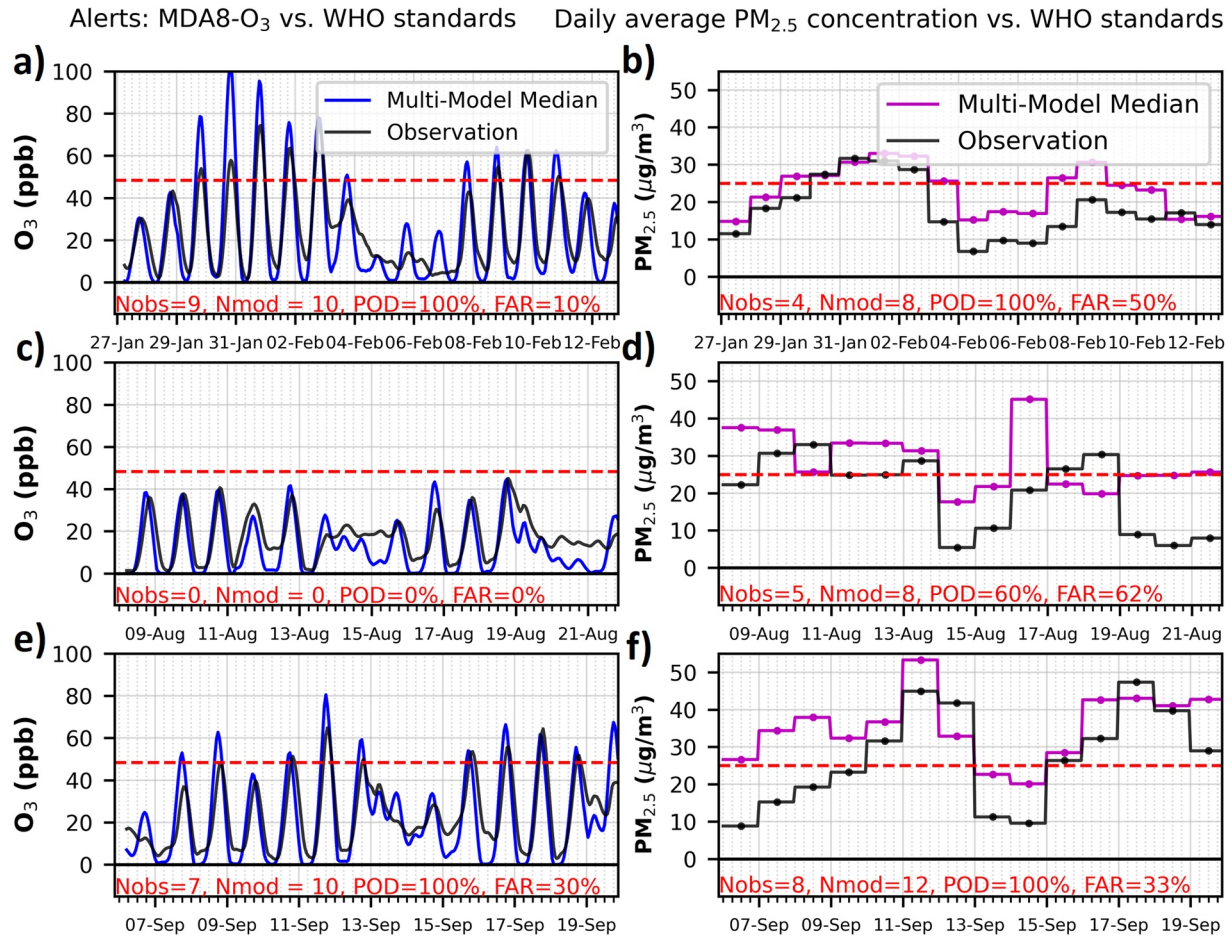 Alerts: MDA8-O3 vs. WHO standards
Daily average PM2.5 concentration vs. WHO standards
a)
O3 (ppb)
100
80
60
40
20
0
Multi-Model Median
Observation
Nobs=9, Nmod = 10, POD=100%, FAR=10%
27-Jan 29-Jan 31-Jan 02-Feb 04-Feb 06-Feb 08-Feb 10-Feb 12-Feb
b)
PM2.5 (μg/m3)
50
40
30
20
10
0
Multi-Model Median
Observation
Nobs=4, Nmod=8, POD=100%, FAR=50%
27-Jan 29-Jan 31-Jan 02-Feb 04-Feb 06-Feb 08-Feb 10-Feb 12-Feb
c)
O3 (ppb)
100
80
60
40
20
0
Nobs=0, Nmod = 0, POD=0%, FAR=0%
09-Aug 11-Aug 13-Aug 15-Aug 17-Aug 19-Aug 21-Aug
d)
PM2.5 (μg/m3)
50
40
30
20
10
0
Nobs=5, Nmod=8, POD=60%, FAR=62%
09-Aug 11-Aug 13-Aug 15-Aug 17-Aug 19-Aug 21-Aug
e)
O3 (ppb)
100
80
60
40
20
0
Nobs=7, Nmod = 10, POD=100%, FAR=30%
07-Sep 09-Sep 11-Sep 13-Sep 15-Sep 17-Sep 19-Sep
f)
PM2.5 (μg/m3)
50
40
30
20
10
0
Nobs=8, Nmod=12, POD=100%, FAR=33%
07-Sep 09-Sep 11-Sep 13-Sep 15-Sep 17-Sep 19-Sep